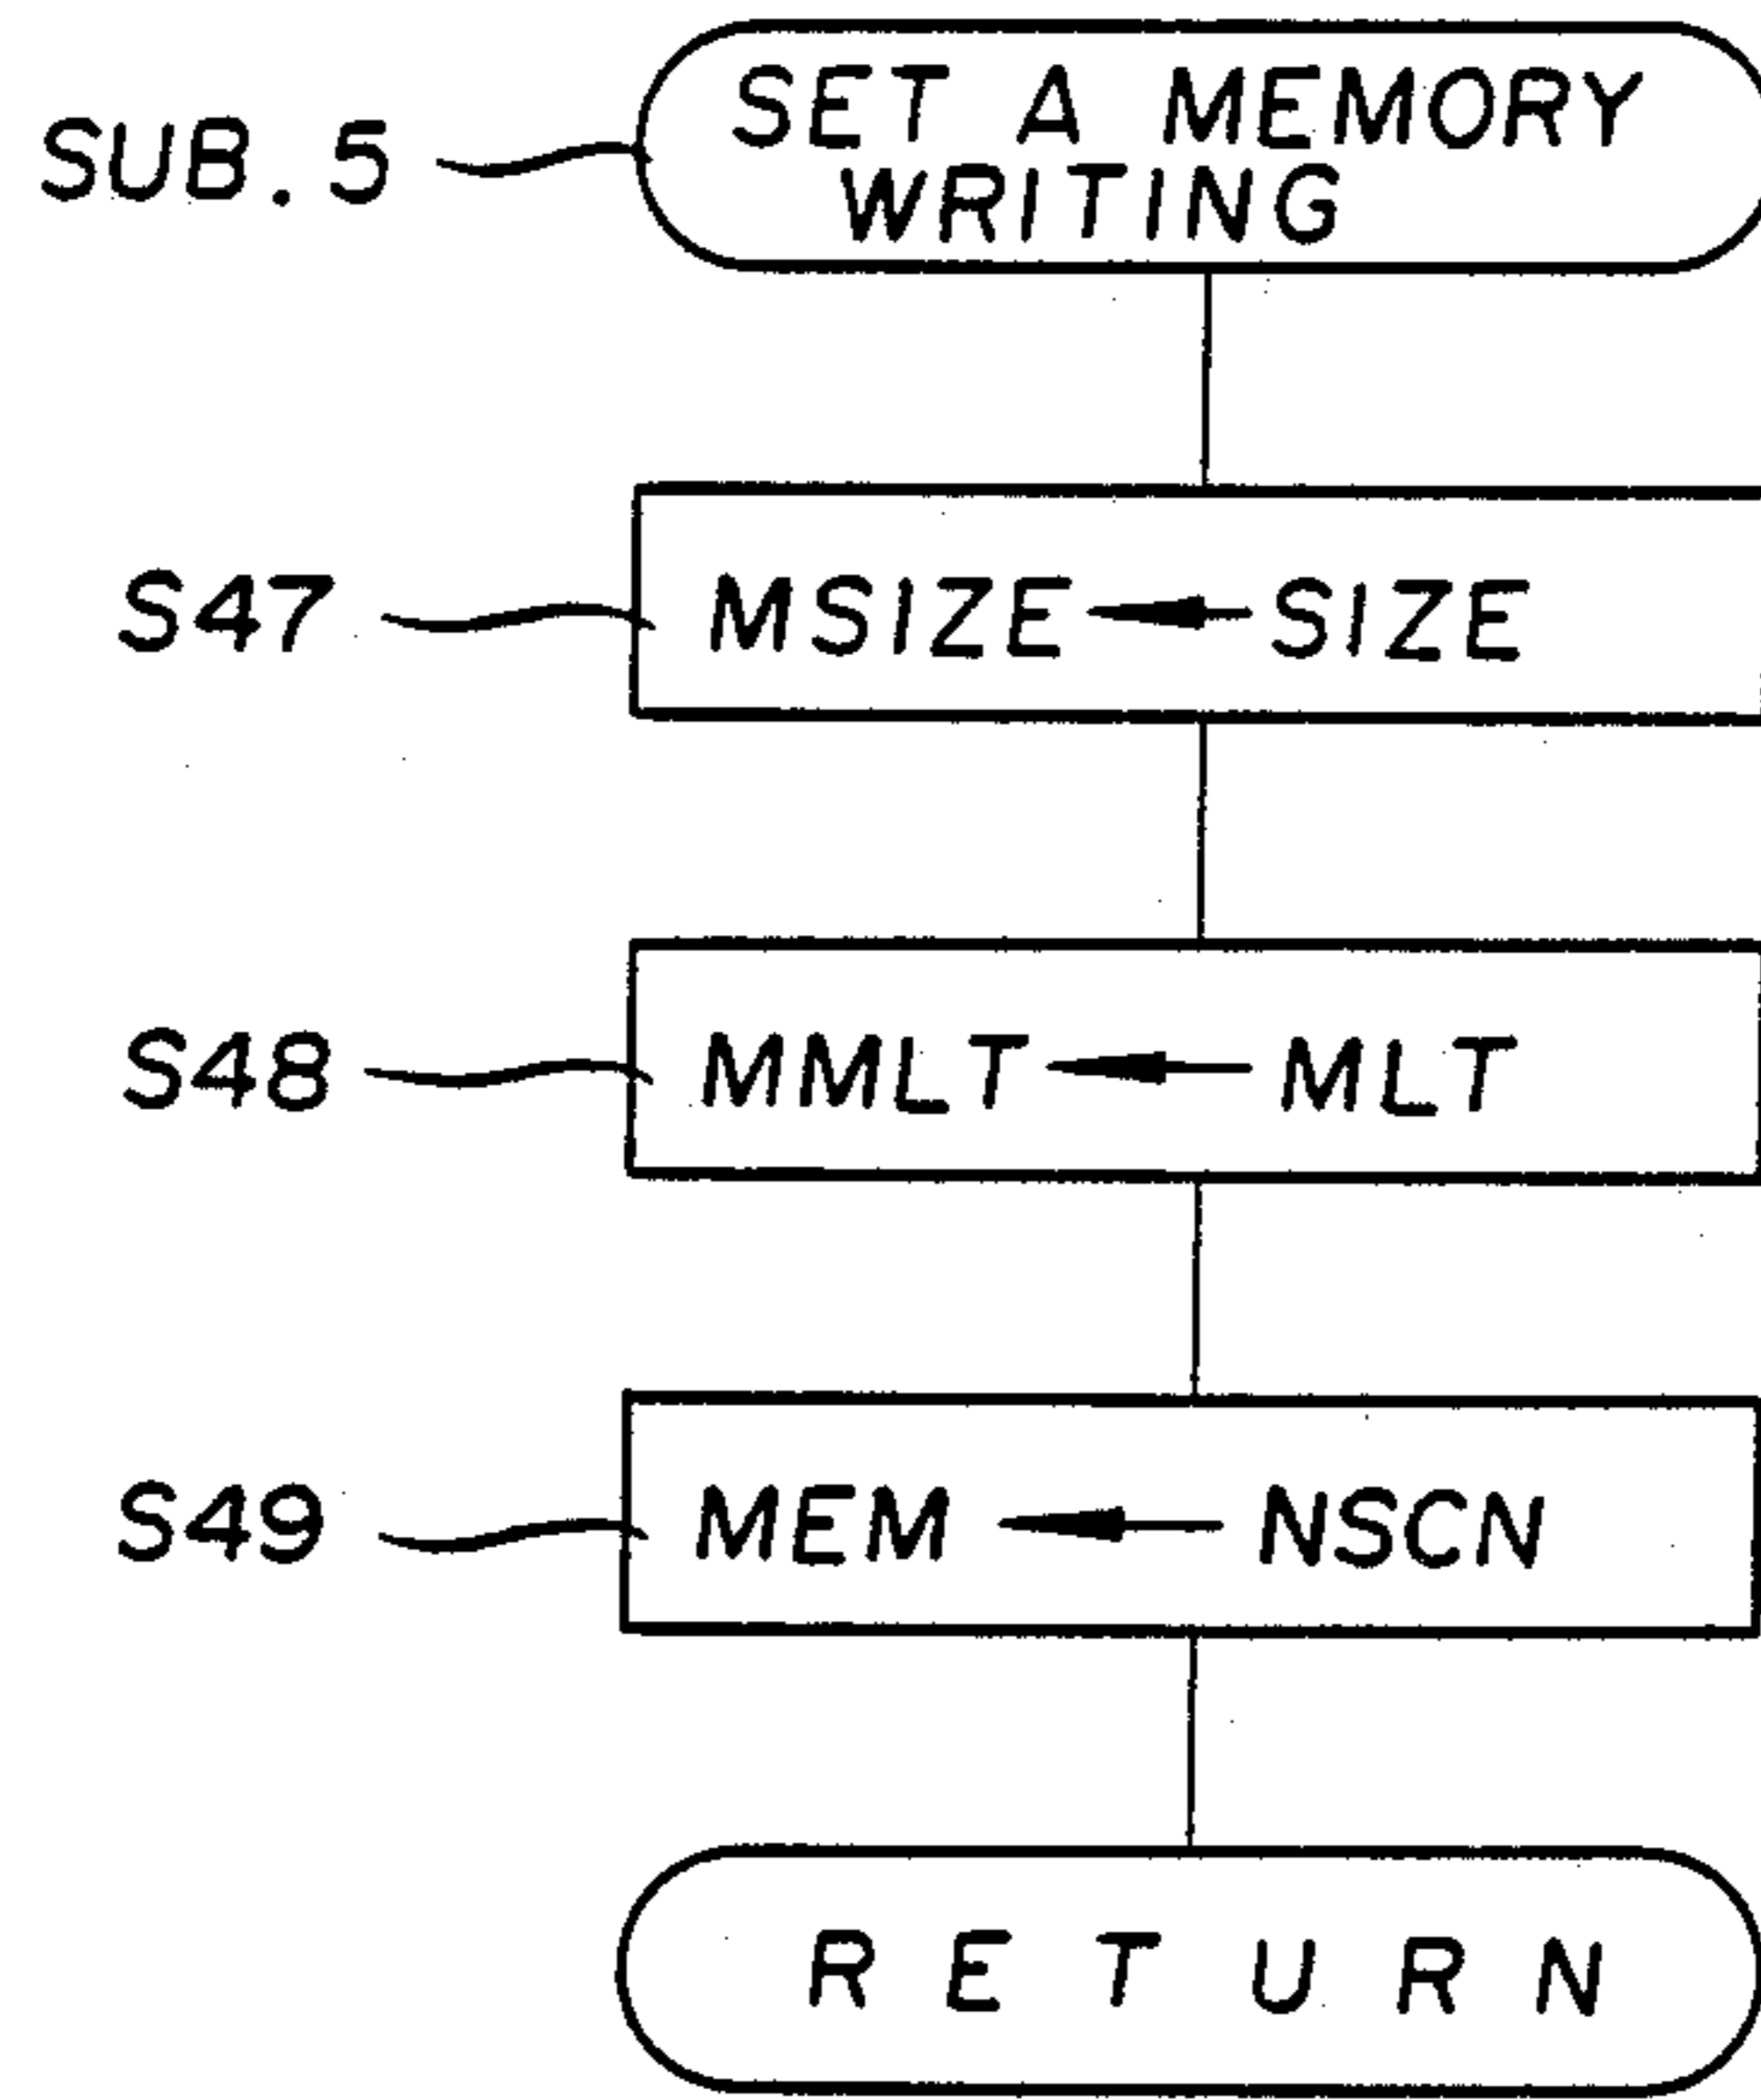 SUB. 5
SET A MEMORY
WRITING
S47
MSIZE ← SIZE
S48
MMLT ← MLT
S49
MEM ← NSCN
RETURN